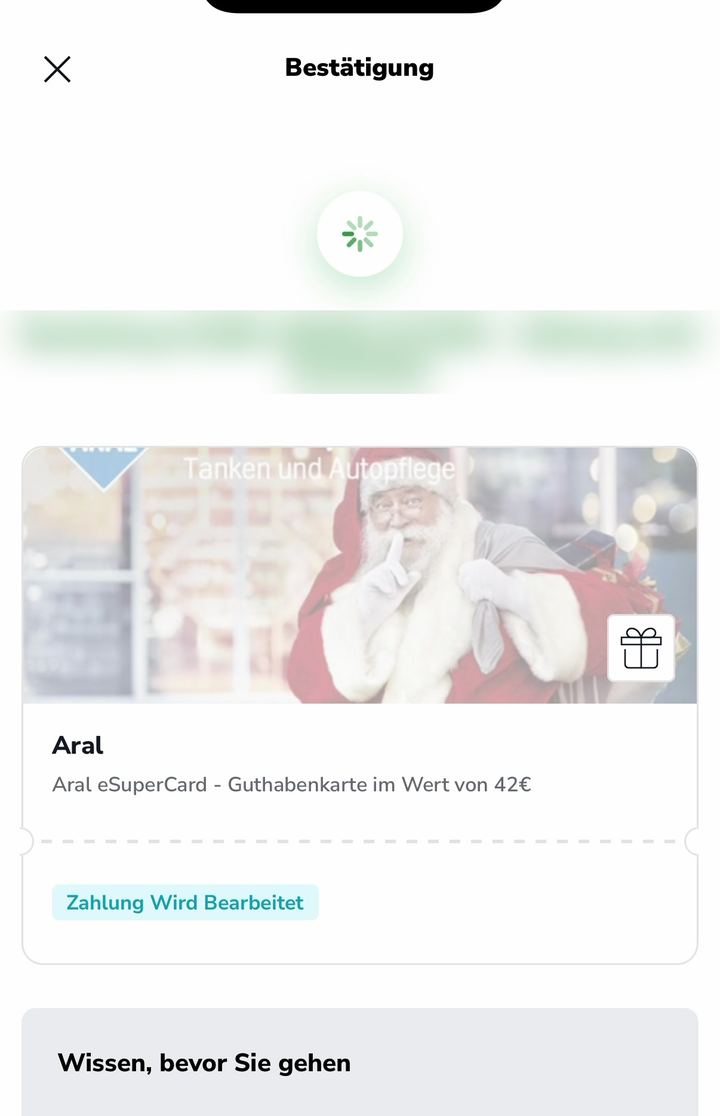 Bestätigung
Tanken und Autopflege
Aral
Aral eSuperCard - Guthabenkarte im Wert von 42€
Zahlung Wird Bearbeitet
Wissen, bevor Sie gehen